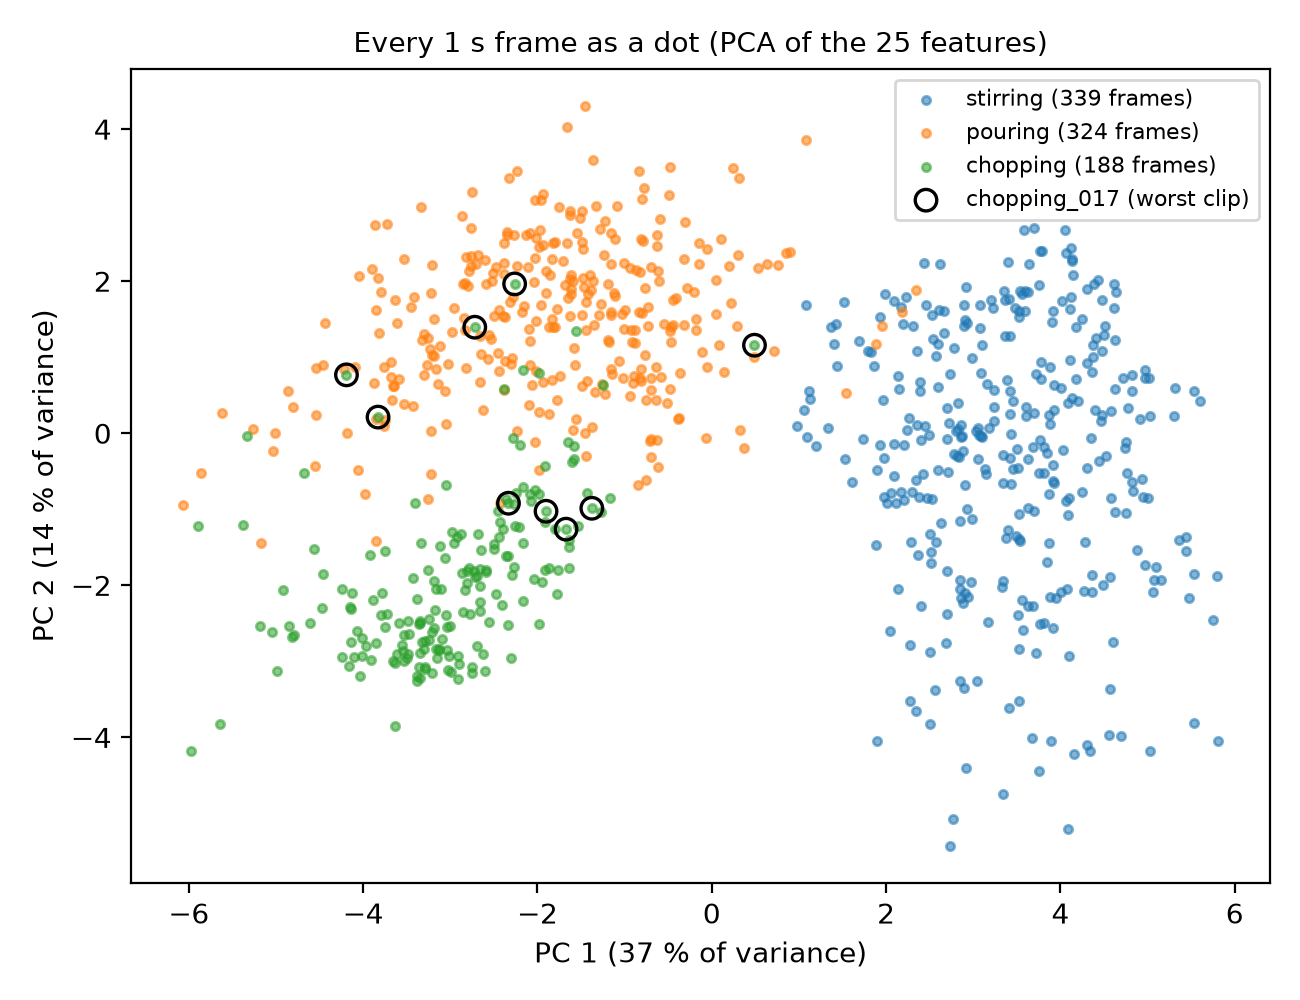 Every 1 s frame as a dot (PCA of the 25 features)
stirring (339 frames)
pouring (324 frames)
chopping (188 frames)
chopping_017 (worst clip)
PC 2 (14 % of variance)
4
2
0
−2
−4
−6 −4 −2 0 2 4 6
PC 1 (37 % of variance)